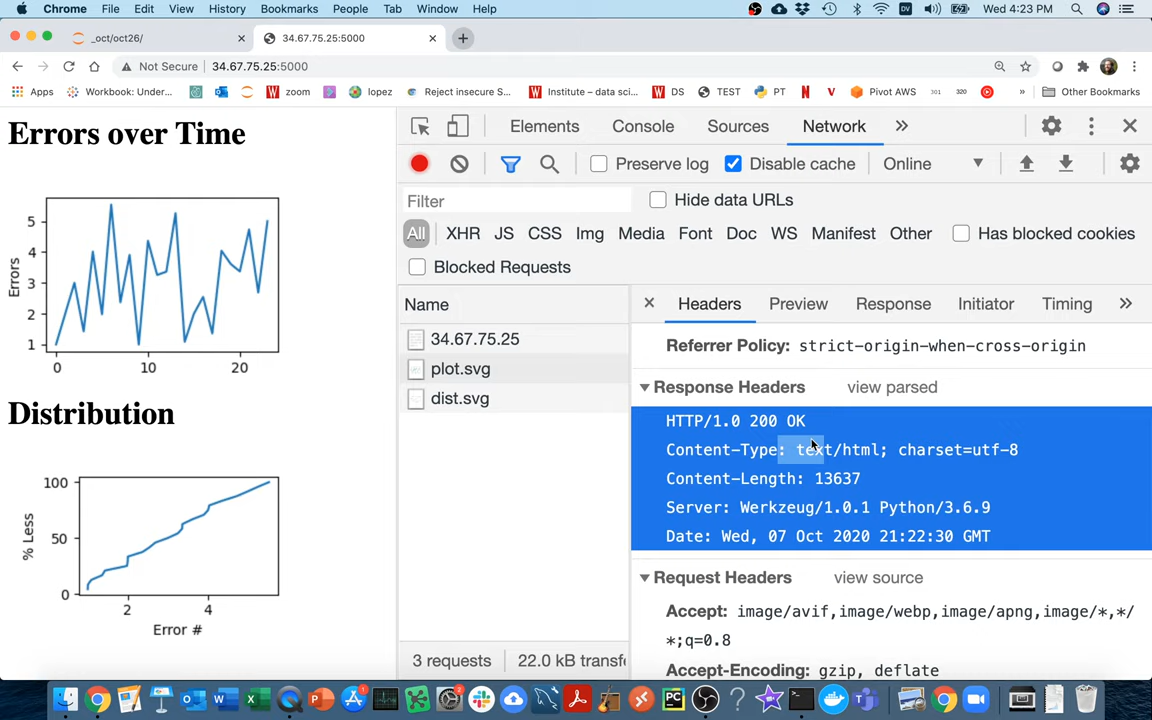 Chrome File Edit View History Bookmarks People Tab Window Help DV Wed 4:23 PM
_oct/oct26/ × 34.67.75.25:5000 × +
Not Secure 34.67.75.25:5000
Apps Workbook: Under... zoom lopez Reject insecure S... Institute – data sci... DS TEST PT Pivot AWS 301 320 » Other Bookmarks
Errors over Time
Errors
5
4
3
2
1
0 10 20
Distribution
% Less
100
50
0
2 4
Error #
Elements Console Sources Network »
Preserve log Disable cache Online
Filter
Hide data URLs
All XHR JS CSS Img Media Font Doc WS Manifest Other Has blocked cookies
Blocked Requests
Name
34.67.75.25
plot.svg
dist.svg
3 requests 22.0 kB
× Headers Preview Response Initiator Timing »
Referrer Policy: strict-origin-when-cross-origin
Response Headers view parsed
HTTP/1.0 200 OK
Content-Type: text/html; charset=utf-8
Content-Length: 13637
Server: Werkzeug/1.0.1 Python/3.6.9
Date: Wed, 07 Oct 2020 21:22:30 GMT
Request Headers view source
Accept: image/avif,image/webp,image/apng,image/*,*/
*;q=0.8
Accept-Encoding: gzip, deflate